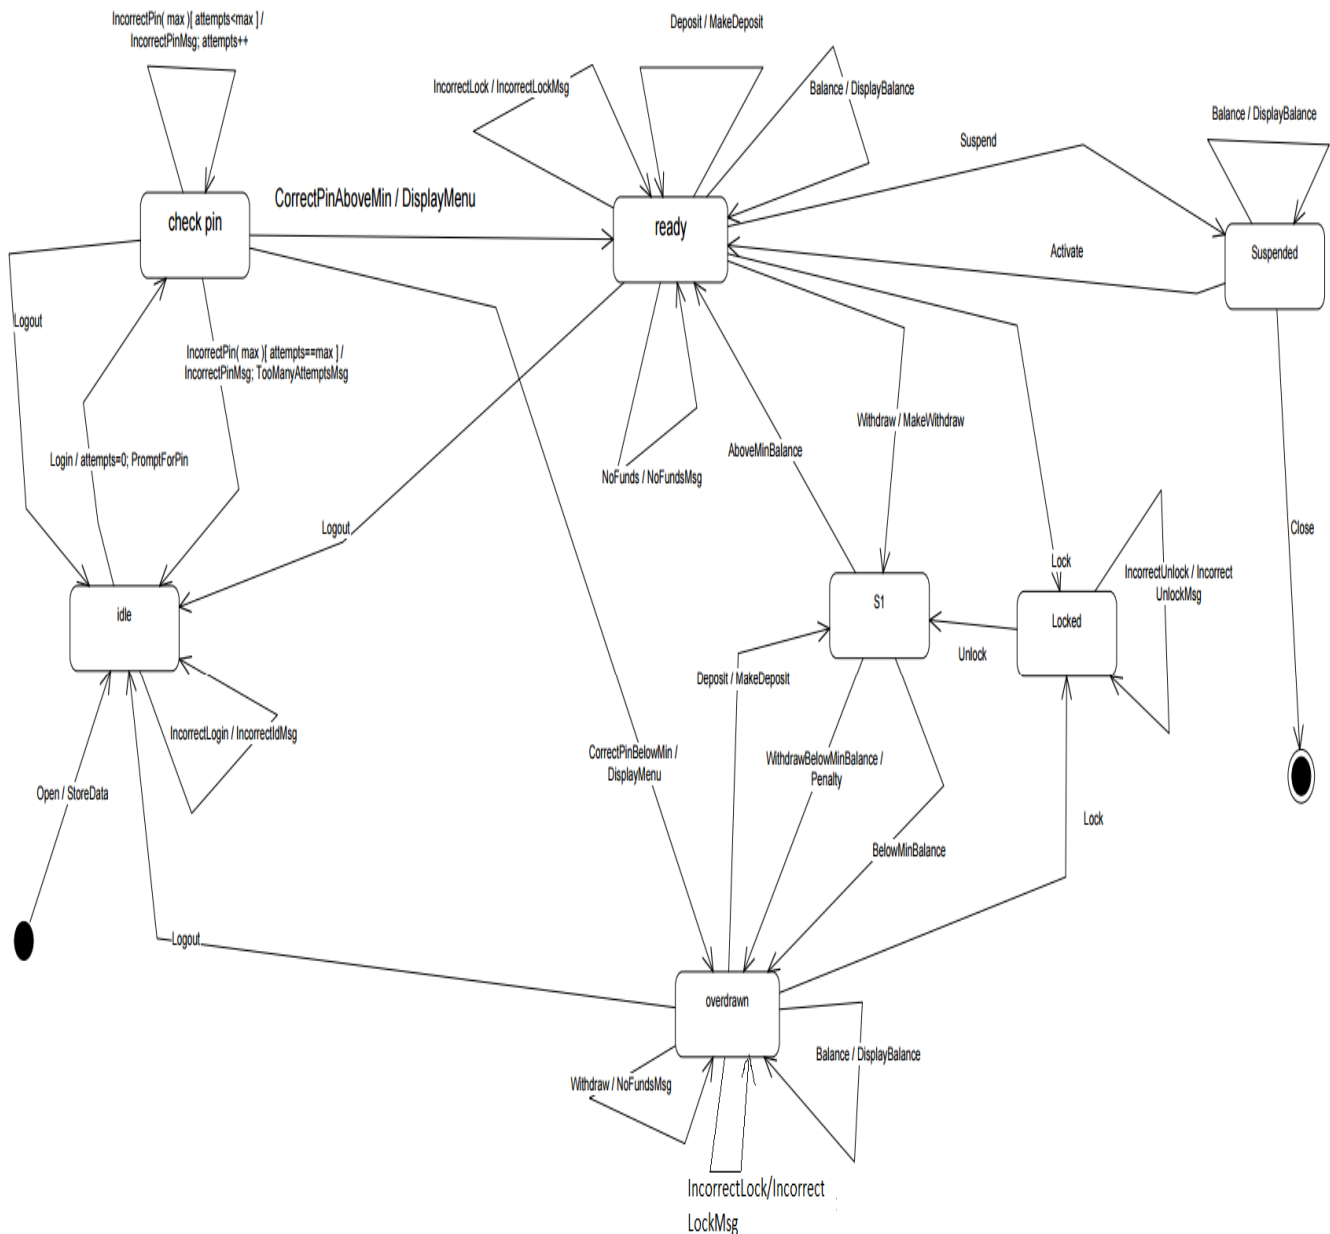 IncorrectPin( max )[ attempts<max ] /
IncorrectPinMsg; attempts++
Deposit / MakeDeposit
IncorrectLock / IncorrectLockMsg
Balance / DisplayBalance
Balance / DisplayBalance
Suspend
CorrectPinAboveMin / DisplayMenu
check pin
ready
Suspended
Activate
Logout
IncorrectPin( max )[ attempts==max ] /
IncorrectPinMsg; TooManyAttemptsMsg
Withdraw / MakeWithdraw
AboveMinBalance
Login / attempts=0; PromptForPin
NoFunds / NoFundsMsg
Logout
Close
Lock
IncorrectUnlock / Incorrect
UnlockMsg
idle
S1
Locked
Unlock
Deposit / MakeDeposit
IncorrectLogin / IncorrectIdMsg
CorrectPinBelowMin /
DisplayMenu
WithdrawBelowMinBalance /
Penalty
Open / StoreData
Lock
BelowMinBalance
Logout
overdrawn
Balance / DisplayBalance
Withdraw / NoFundsMsg
IncorrectLock/Incorrect
LockMsg